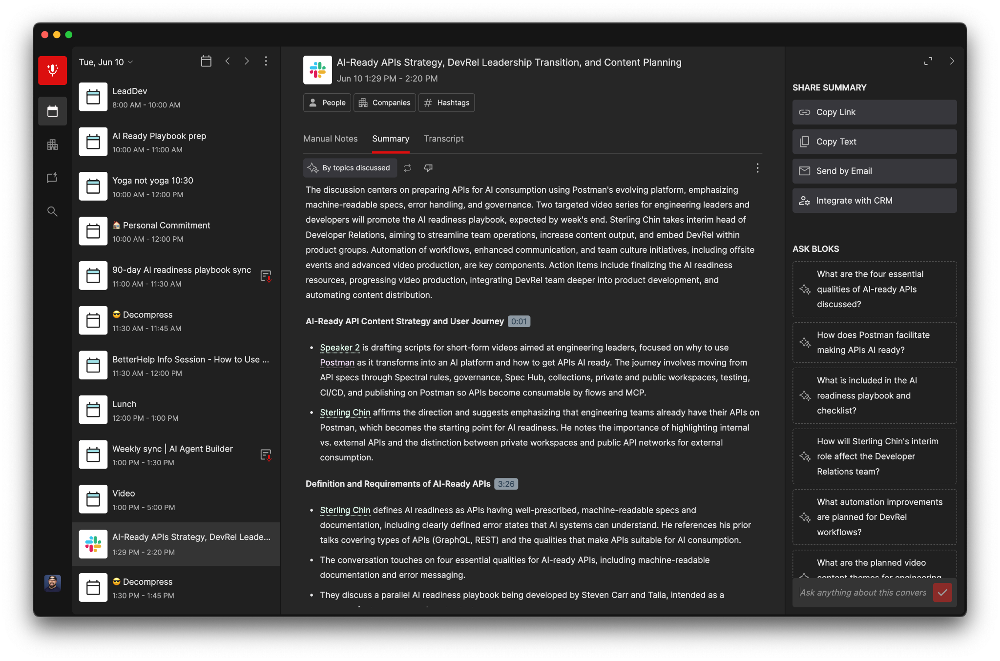 Tue, Jun 10
LeadDev
8:00 AM - 10:00 AM
AI Ready Playbook prep
10:00 AM - 11:00 AM
Yoga not yoga 10:30
10:00 AM - 12:00 PM
🏠 Personal Commitment
10:00 AM - 12:00 PM
90-day AI readiness playbook sync
11:00 AM - 11:30 AM
😎 Decompress
11:30 AM - 11:45 AM
BetterHelp Info Session - How to Use ...
11:30 AM - 12:00 PM
Lunch
12:00 PM - 1:00 PM
Weekly sync | AI Agent Builder
1:00 PM - 1:30 PM
Video
1:00 PM - 5:00 PM
AI-Ready APIs Strategy, DevRel Leade...
1:29 PM - 2:20 PM
😎 Decompress
1:30 PM - 1:45 PM
AI-Ready APIs Strategy, DevRel Leadership Transition, and Content Planning
Jun 10 1:29 PM - 2:20 PM
People
Companies
Hashtags
Manual Notes
Summary
Transcript
By topics discussed
The discussion centers on preparing APIs for AI consumption using Postman's evolving platform, emphasizing
machine-readable specs, error handling, and governance. Two targeted video series for engineering leaders and
developers will promote the AI readiness playbook, expected by week's end. Sterling Chin takes interim head of
Developer Relations, aiming to streamline team operations, increase content output, and embed DevRel within
product groups. Automation of workflows, enhanced communication, and team culture initiatives, including offsite
events and advanced video production, are key components. Action items include finalizing the AI readiness
resources, progressing video production, integrating DevRel team deeper into product development, and
automating content distribution.
AI-Ready API Content Strategy and User Journey 0:01
• Speaker 2 is drafting scripts for short-form videos aimed at engineering leaders, focused on why to use
Postman as it transforms into an AI platform and how to get APIs AI ready. The journey involves moving from
API specs through Spectral rules, governance, Spec Hub, collections, private and public workspaces, testing,
CI/CD, and publishing on Postman so APIs become consumable by flows and MCP.
• Sterling Chin affirms the direction and suggests emphasizing that engineering teams already have their APIs on
Postman, which becomes the starting point for AI readiness. He notes the importance of highlighting internal
vs. external APIs and the distinction between private workspaces and public API networks for external
consumption.
Definition and Requirements of AI-Ready APIs 3:26
• Sterling Chin defines AI readiness as APIs having well-prescribed, machine-readable specs and
documentation, including clearly defined error states that AI systems can understand. He references his prior
talks covering types of APIs (GraphQL, REST) and the qualities that make APIs suitable for AI consumption.
• The conversation touches on four essential qualities for AI-ready APIs, including machine-readable
documentation and error messaging.
• They discuss a parallel AI readiness playbook being developed by Steven Carr and Talia, intended as a
SHARE SUMMARY
Copy Link
Copy Text
Send by Email
Integrate with CRM
ASK BLOKS
What are the four essential
qualities of AI-ready APIs
discussed?
How does Postman facilitate
making APIs AI ready?
What is included in the AI
readiness playbook and
checklist?
How will Sterling Chin's interim
role affect the Developer
Relations team?
What automation improvements
are planned for DevRel
workflows?
What are the planned video
content themes for engineering
Ask anything about this convers